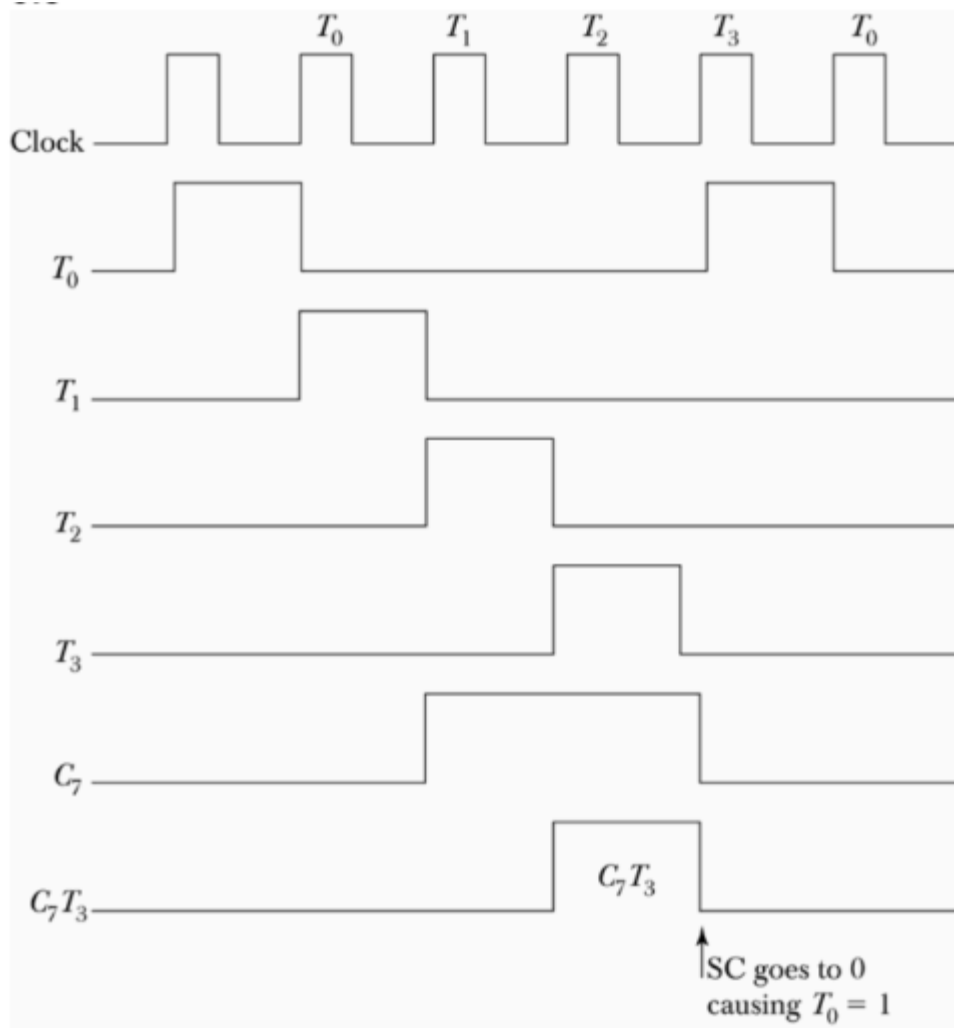 T₀ T₁ T₂ T₃ T₀
Clock
T₀
T₁
T₂
T₃
C₇
C₇T₃
C₇T₃
SC goes to 0
causing T₀ = 1